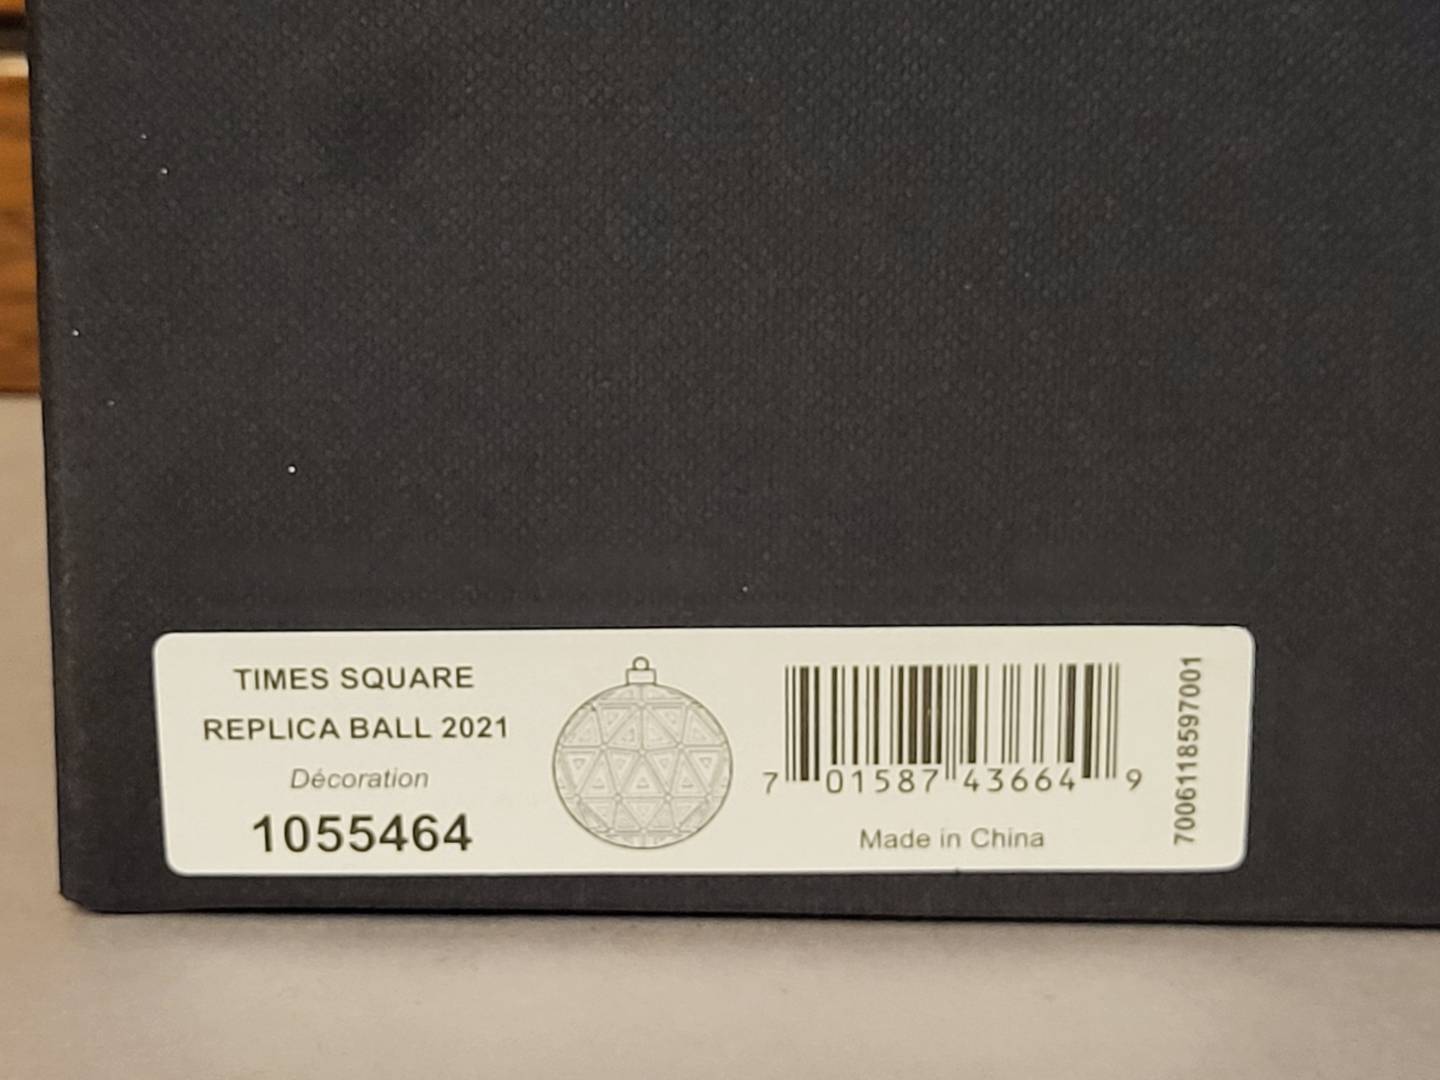 TIMES SQUARE
REPLICA BALL 2021
Décoration
1055464
7 01587 43664 9
Made in China
7006118597001